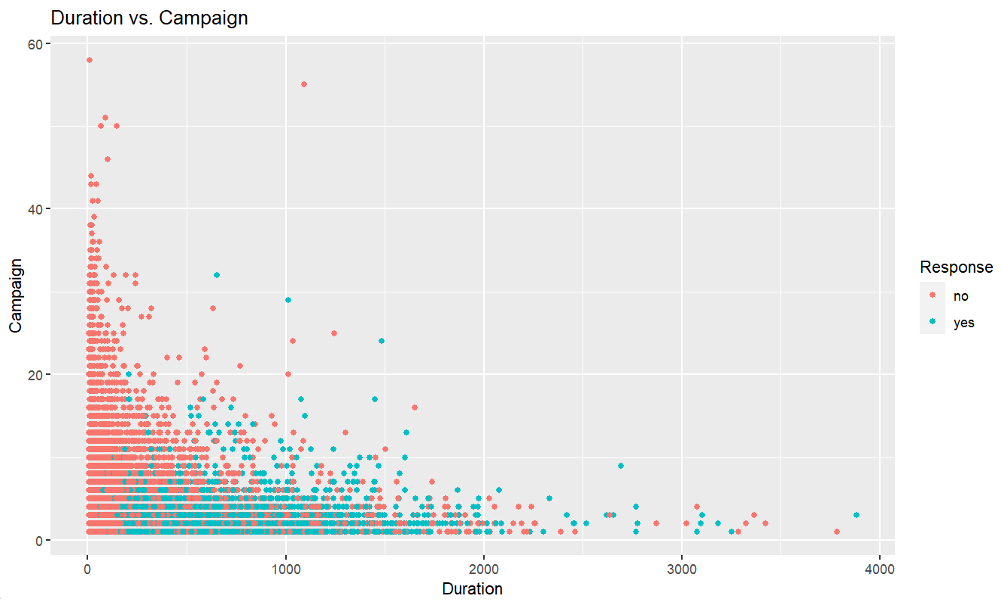 Duration vs. Campaign
60
40
20
0
Campaign
0 1000 2000 3000 4000
Duration
Response
no
yes